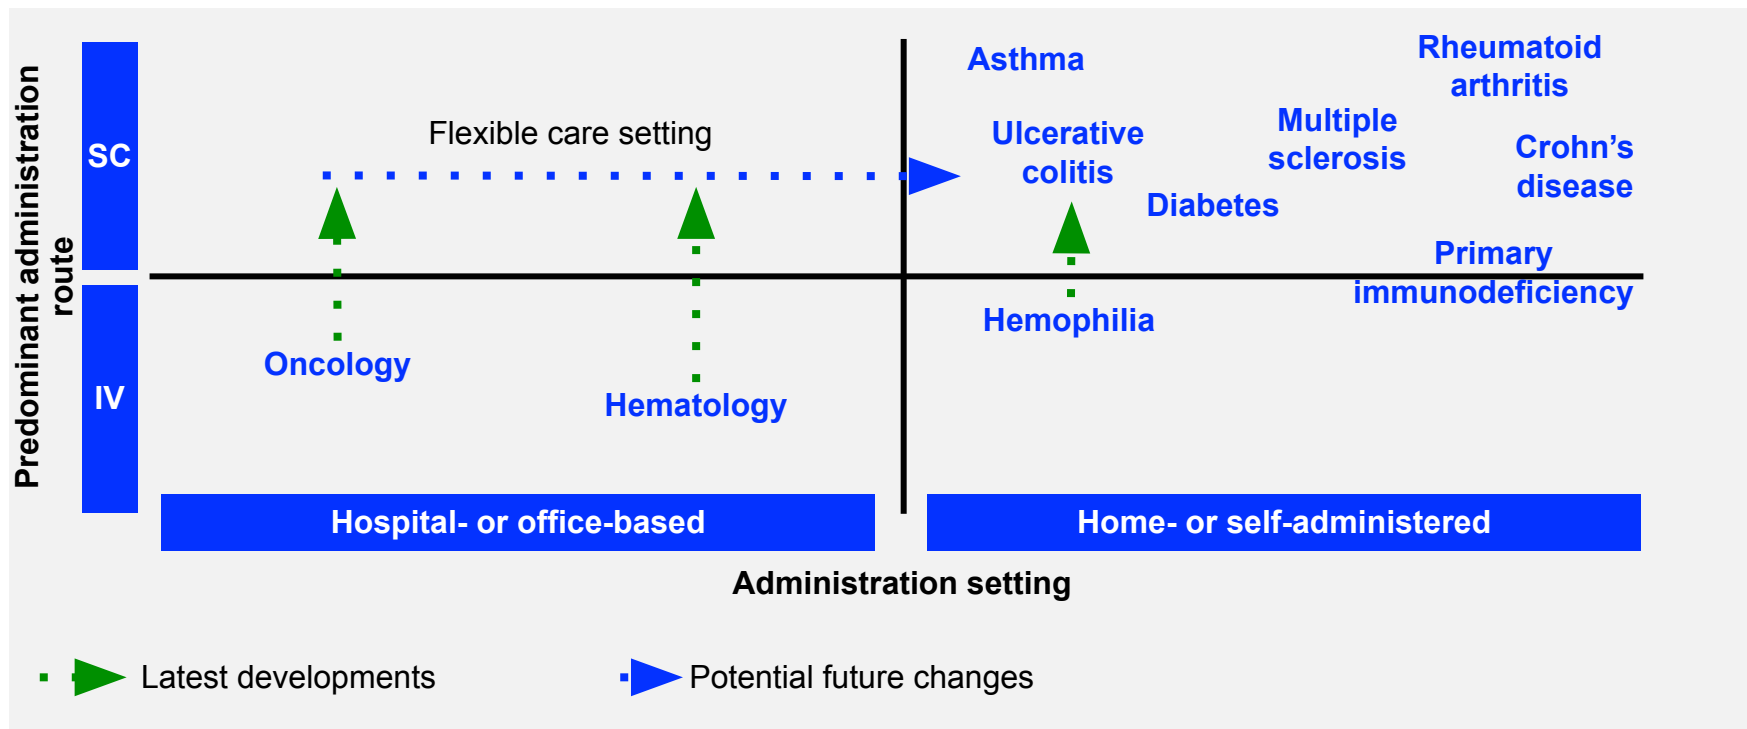 Predominant administration
route
SC
IV
Flexible care setting
Asthma
Ulcerative
colitis
Diabetes
Multiple
sclerosis
Rheumatoid
arthritis
Crohn’s
disease
Primary
immunodeficiency
Oncology
Hematology
Hemophilia
Hospital- or office-based
Home- or self-administered
Administration setting
Latest developments
Potential future changes